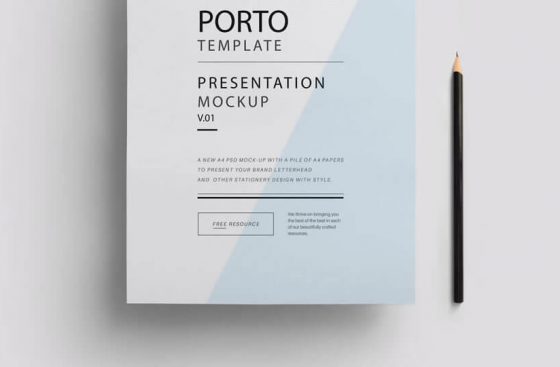 PORTO
TEMPLATE
PRESENTATION
MOCKUP
V.01
A NEW A4 PSD MOCK-UP WITH A PILE OF A4 PAPERS
TO PRESENT YOUR BRAND LETTERHEAD
AND OTHER STATIONERY DESIGN WITH STYLE.
FREE RESOURCE
We thrive on bringing you
the best of the best in each
of our beautifully crafted
resources.